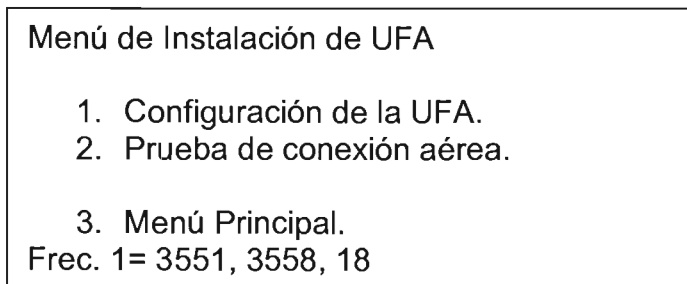 Menú de Instalación de UFA
1. Configuración de la UFA.
2. Prueba de conexión aérea.
3. Menú Principal.
Frec. 1= 3551, 3558, 18